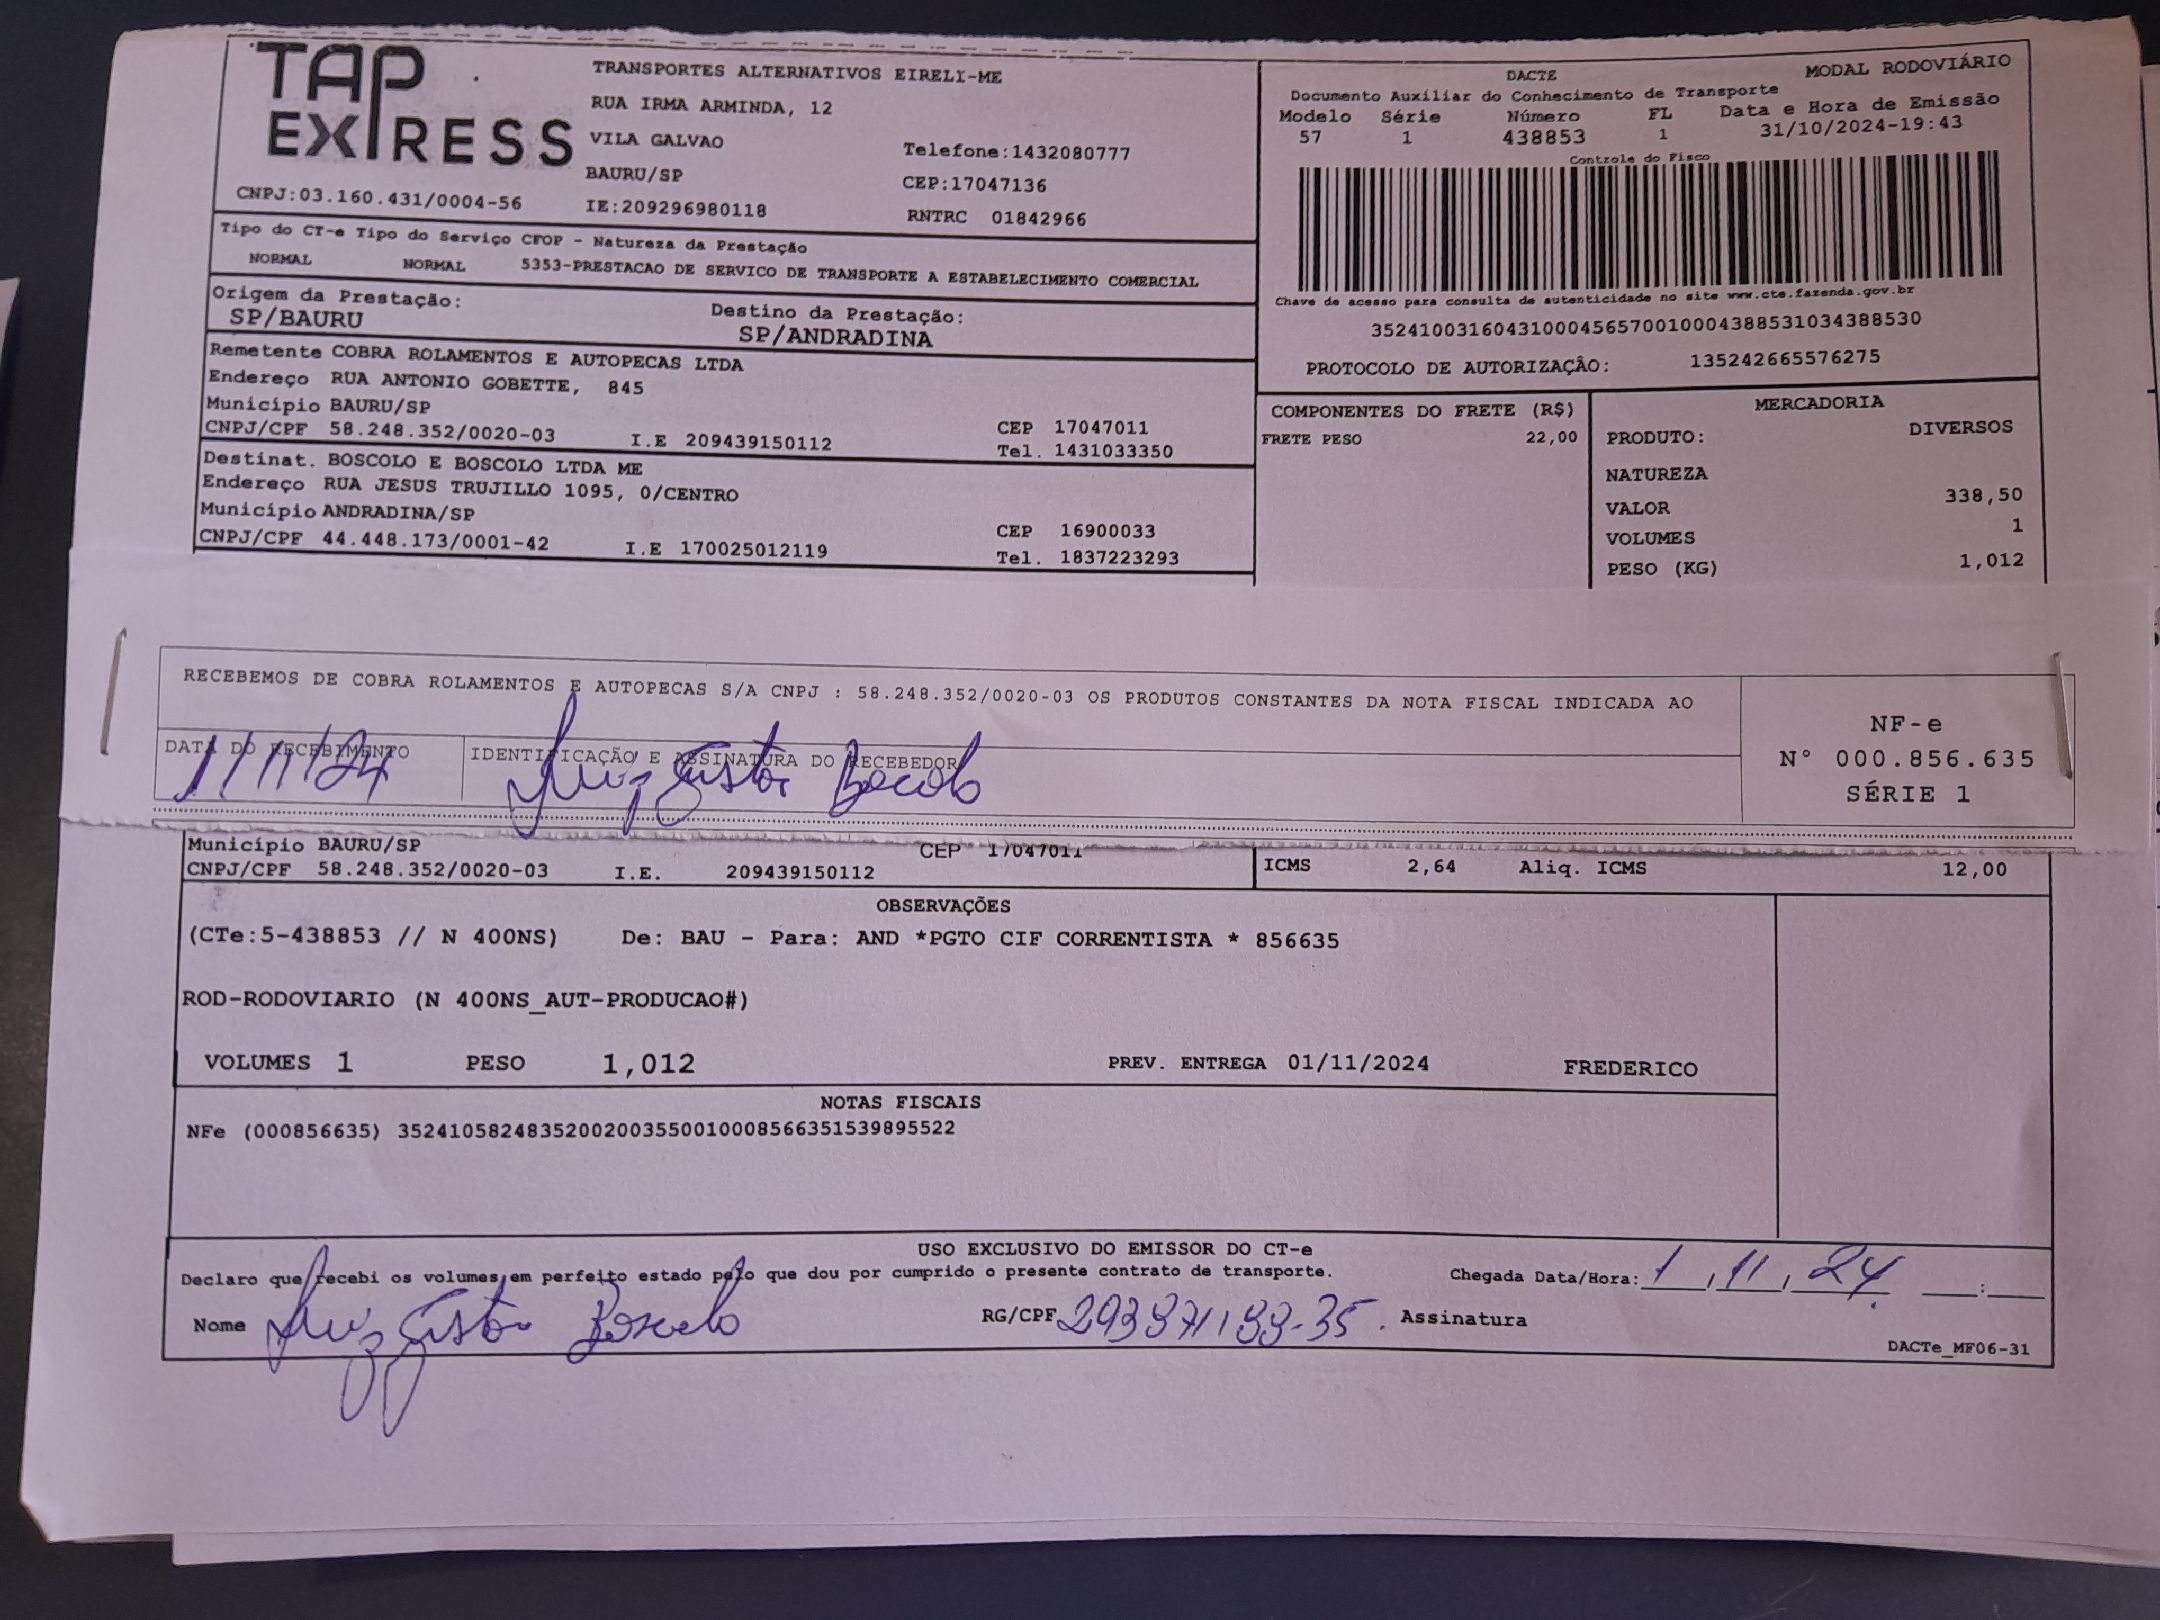 TAP EXPRESS
TRANSPORTES ALTERNATIVOS EIRELI-ME
RUA IRMA ARMINDA, 12
VILA GALVAO
Telefone:1432080777
BAURU/SP
CEP:17047136
CNPJ:03.160.431/0004-56
IE:209296980118
RNTRC 01842966
DACTE
MODAL RODOVIÁRIO
Documento Auxiliar do Conhecimento de Transporte
Modelo Série Número FL Data e Hora de Emissão
57 1 438853 1 31/10/2024-19:43
Controle do Fisco
Chave de acesso para consulta de autenticidade no site www.cte.fazenda.gov.br
35241003160431000456570010004388531034388530
PROTOCOLO DE AUTORIZAÇÂO: 135242665576275
Tipo do CT-e Tipo do Serviço CFOP - Natureza da Prestação
NORMAL NORMAL 5353-PRESTACAO DE SERVICO DE TRANSPORTE A ESTABELECIMENTO COMERCIAL
Origem da Prestação: Destino da Prestação:
SP/BAURU SP/ANDRADINA
Remetente COBRA ROLAMENTOS E AUTOPECAS LTDA
Endereço RUA ANTONIO GOBETTE, 845
Município BAURU/SP CEP 17047011
CNPJ/CPF 58.248.352/0020-03 I.E 209439150112 Tel. 1431033350
Destinat. BOSCOLO E BOSCOLO LTDA ME
Endereço RUA JESUS TRUJILLO 1095, 0/CENTRO
Município ANDRADINA/SP CEP 16900033
CNPJ/CPF 44.448.173/0001-42 I.E 170025012119 Tel. 1837223293
COMPONENTES DO FRETE (R$)
FRETE PESO 22,00
MERCADORIA
PRODUTO: DIVERSOS
NATUREZA
VALOR 338,50
VOLUMES 1
PESO (KG) 1,012
RECEBEMOS DE COBRA ROLAMENTOS E AUTOPECAS S/A CNPJ : 58.248.352/0020-03 OS PRODUTOS CONSTANTES DA NOTA FISCAL INDICADA AO
DATA DO RECEBIMENTO IDENTIFICAÇÃO E ASSINATURA DO RECEBEDOR
1/11/24 Luiz Gustavo Boscolo
NF-e
N° 000.856.635
SÉRIE 1
Município BAURU/SP CEP 17047011
CNPJ/CPF 58.248.352/0020-03 I.E. 209439150112
ICMS 2,64 Aliq. ICMS 12,00
OBSERVAÇÕES
(CTe:5-438853 // N 400NS) De: BAU - Para: AND *PGTO CIF CORRENTISTA * 856635
ROD-RODOVIARIO (N 400NS_AUT-PRODUCAO#)
VOLUMES 1 PESO 1,012 PREV. ENTREGA 01/11/2024 FREDERICO
NOTAS FISCAIS
NFe (000856635) 35241058248352002003550010008566351539895522
USO EXCLUSIVO DO EMISSOR DO CT-e
Declaro que recebi os volumes em perfeito estado pelo que dou por cumprido o presente contrato de transporte. Chegada Data/Hora: 1, 11, 24 :
Nome Luiz Gustavo Boscolo RG/CPF Assinatura
DACTe_MF06-31